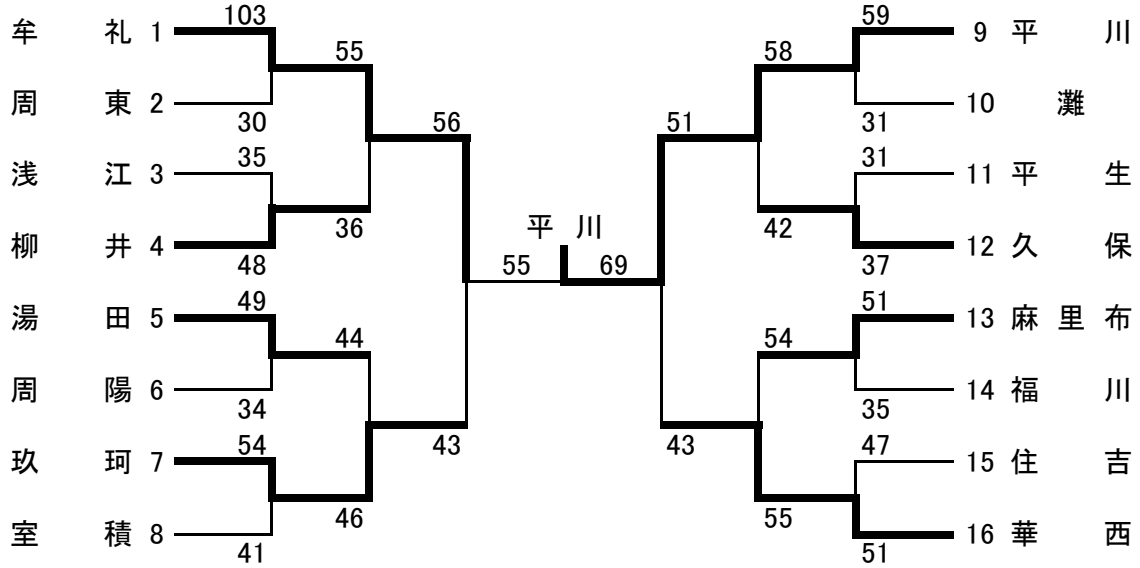 103
59
牟 礼 1
9 平 川
55
58
周 東 2
10 灘
30
56
51
31
浅 江 3
35
31
11 平 生
36
平 川
42
柳 井 4
12 久 保
48
55
69
37
49
51
湯 田 5
13 麻 里 布
44
54
周 陽 6
14 福 川
34
35
54
43
43
47
玖 珂 7
15 住 吉
46
55
室 積 8
16 華 西
41
51